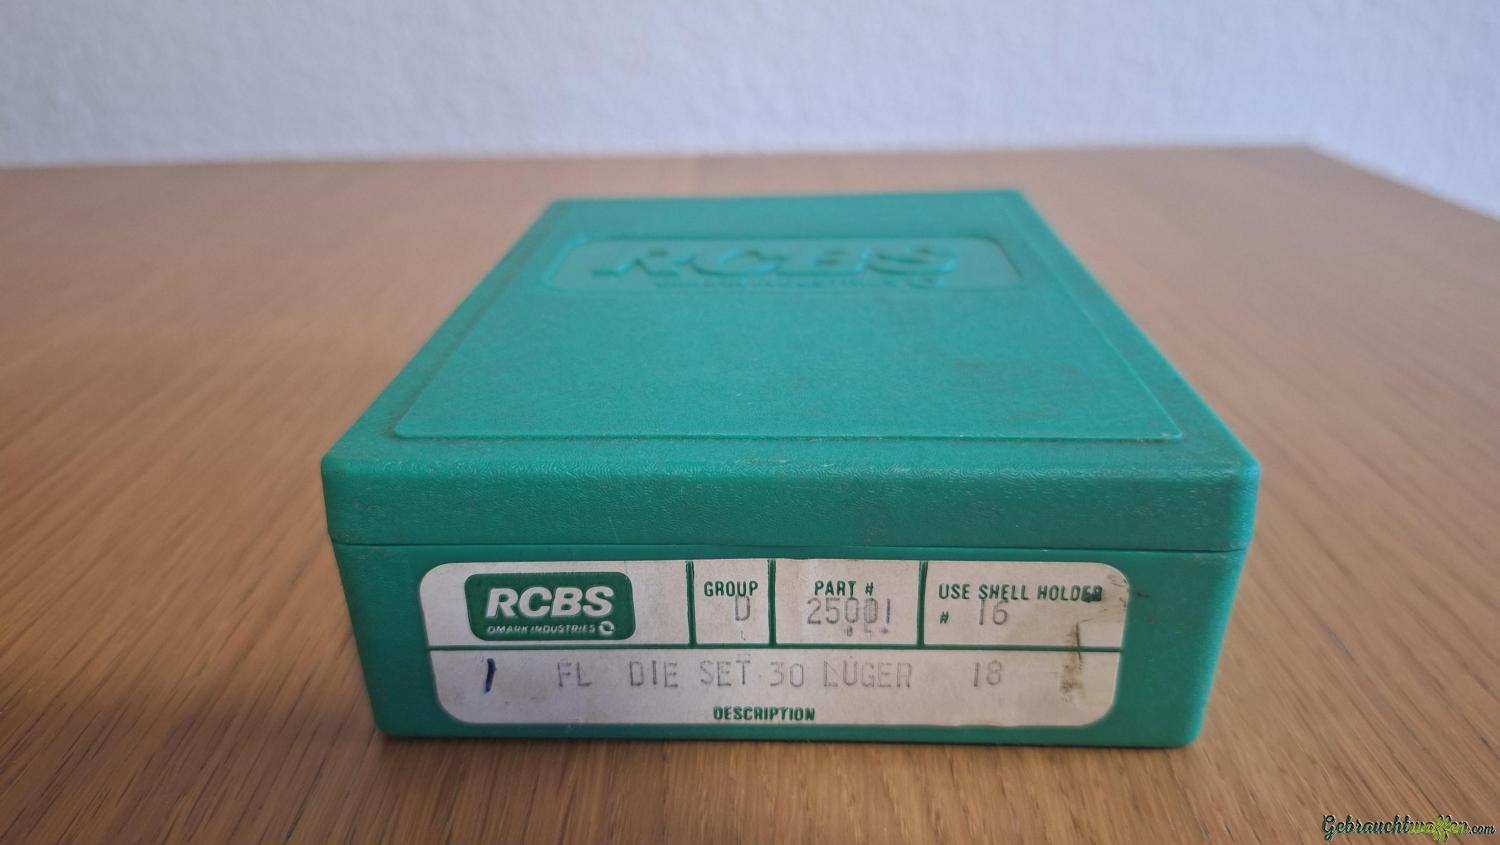 RCBS
RCBS
OMARK INDUSTRIES
GROUP
D
PART #
25001
USE SHELL HOLDER
# 16
FL DIE SET 30 LUGER 18
DESCRIPTION
Gebrauchtwaffen.com